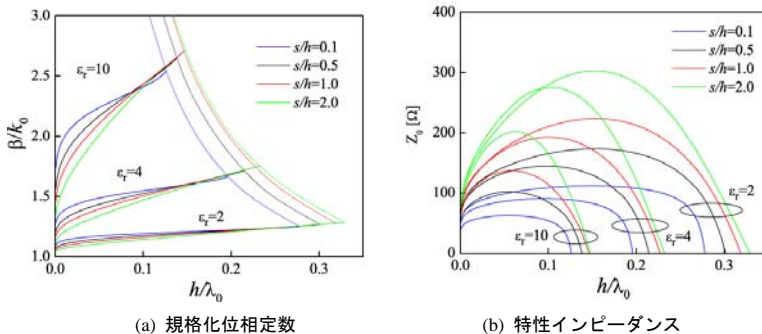 3.0
2.5
2.0
1.5
1.0
β/k₀
εᵣ=10
εᵣ=4
εᵣ=2
s/h=0.1
s/h=0.5
s/h=1.0
s/h=2.0
0.0 0.1 0.2 0.3
h/λ₀
(a) 規格化位相定数
400
300
200
100
0
Z₀ [Ω]
s/h=0.1
s/h=0.5
s/h=1.0
s/h=2.0
εᵣ=2
εᵣ=10
εᵣ=4
0.0 0.1 0.2 0.3
h/λ₀
(b) 特性インピーダンス